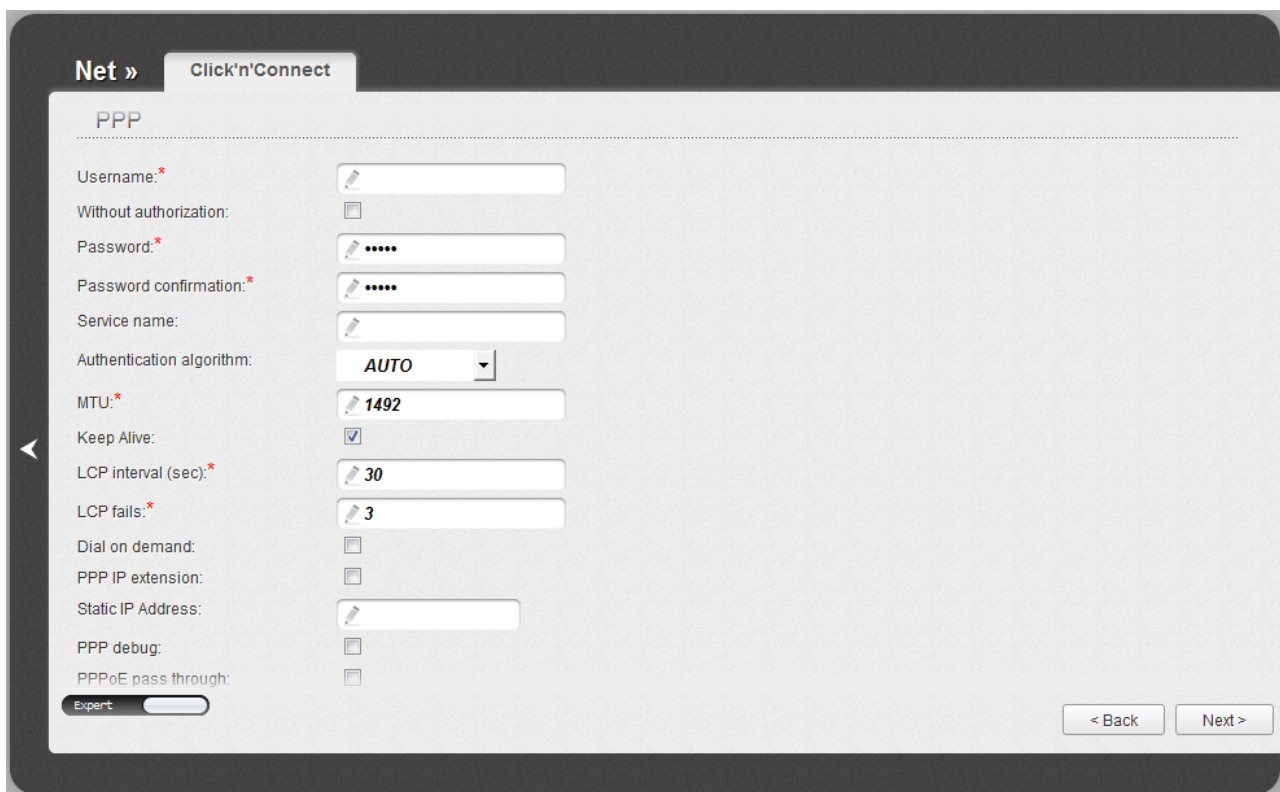 Net »
Click'n'Connect
PPP
Username:*
Without authorization:
Password:* •••••
Password confirmation:* •••••
Service name:
Authentication algorithm: AUTO
MTU:* 1492
Keep Alive:
LCP interval (sec):* 30
LCP fails:* 3
Dial on demand:
PPP IP extension:
Static IP Address:
PPP debug:
PPPoE pass through:
Expert
< Back
Next >